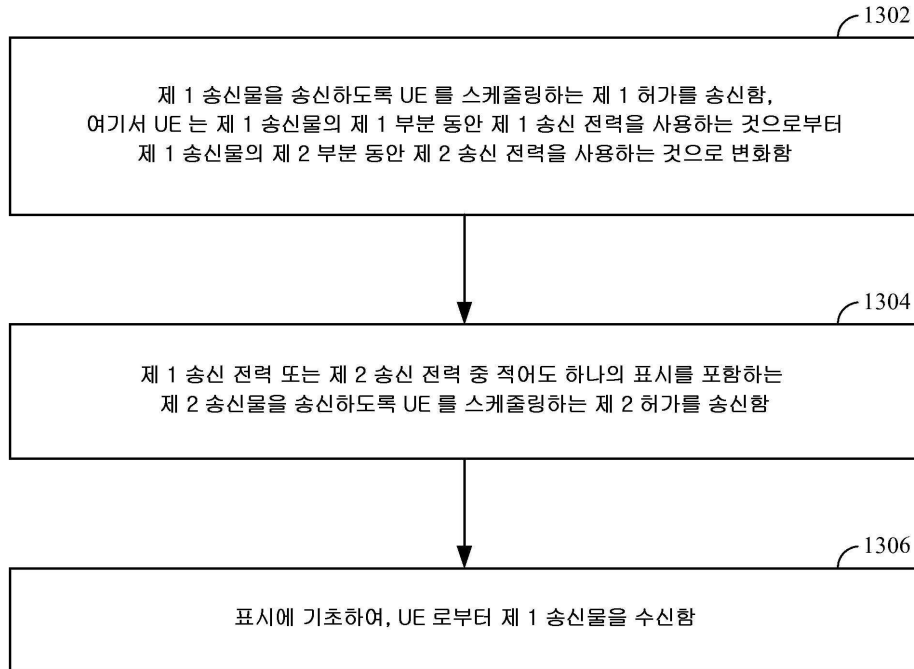 1302
제 1 송신물을 송신하도록 UE 를 스케줄링하는 제 1 허가를 송신함,
여기서 UE 는 제 1 송신물의 제 1 부분 동안 제 1 송신 전력을 사용하는 것으로부터
제 1 송신물의 제 2 부분 동안 제 2 송신 전력을 사용하는 것으로 변화함
1304
제 1 송신 전력 또는 제 2 송신 전력 중 적어도 하나의 표시를 포함하는
제 2 송신물을 송신하도록 UE 를 스케줄링하는 제 2 허가를 송신함
1306
표시에 기초하여, UE 로부터 제 1 송신물을 수신함